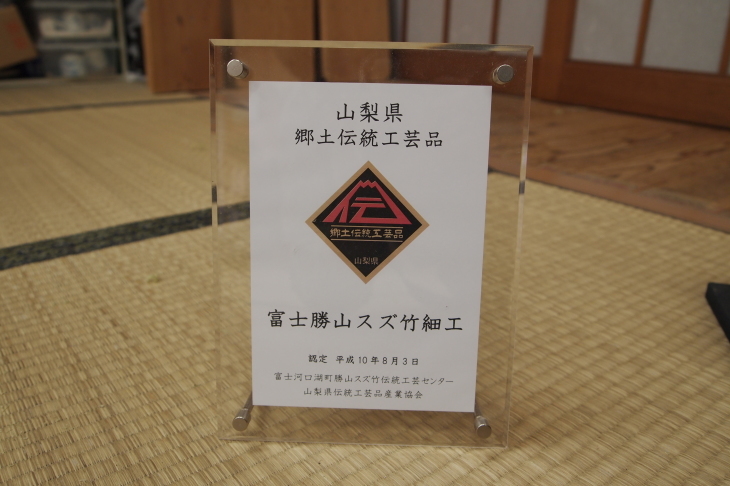 山梨県
郷土伝統工芸品
伝
郷土伝統工芸品
山梨県
富士勝山スズ竹細工
認定 平成10年8月3日
富士河口湖町勝山スズ竹伝統工芸センター
山梨県伝統工芸品産業協会